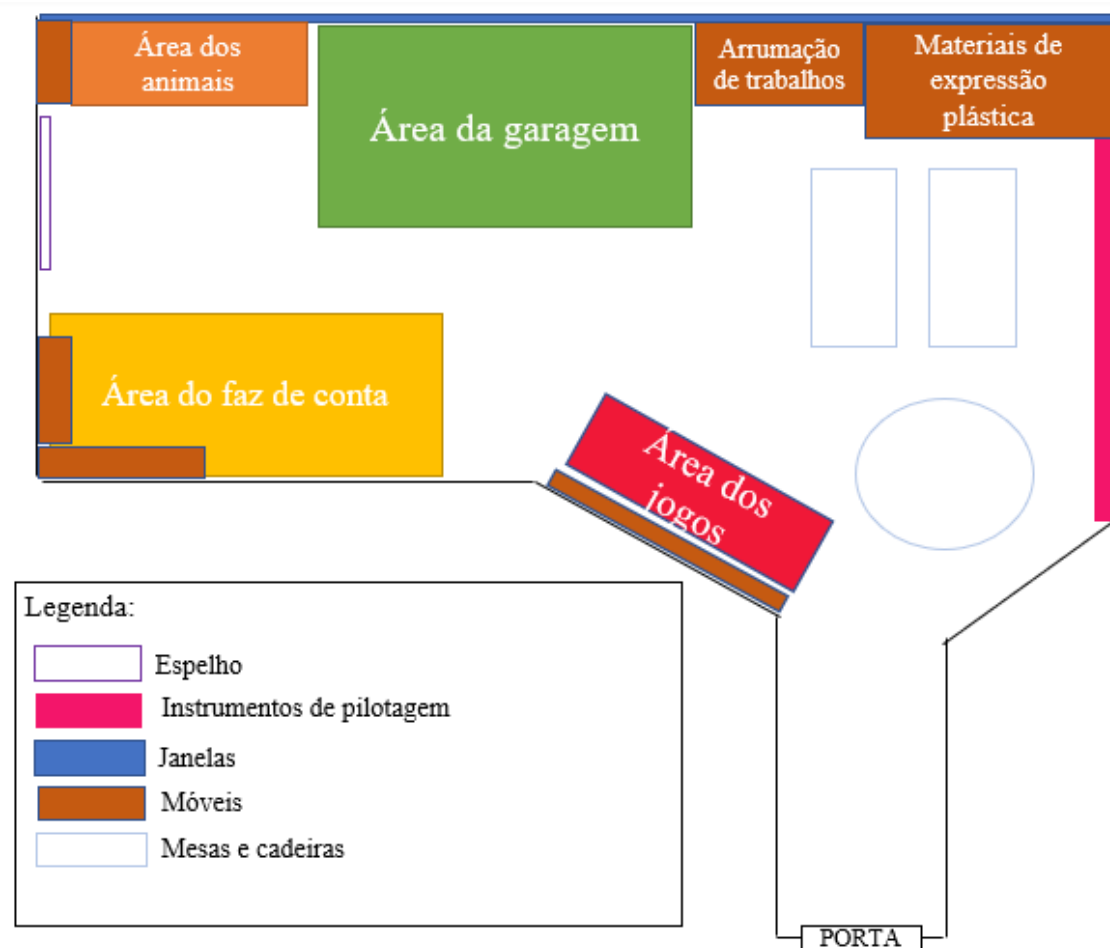 Área dos
animais
Área da garagem
Arrumação
de trabalhos
Materiais de
expressão
plástica
Área do faz de conta
Área dos
jogos
Legenda:
Espelho
Instrumentos de pilotagem
Janelas
Móveis
Mesas e cadeiras
PORTA